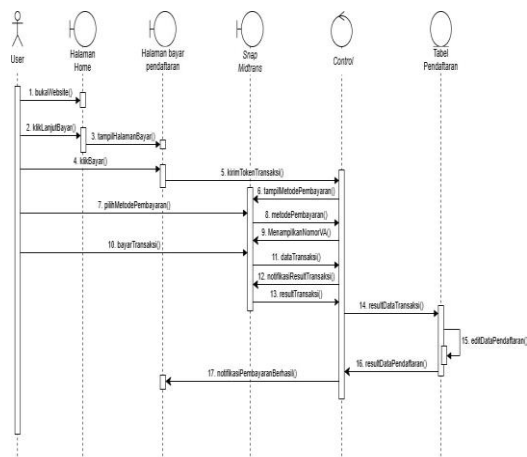 User
Halaman
Home
Halaman bayar
pendaftaran
Snap
Midtrans
Control
Tabel
Pendaftaran
1. bukaWebsite()
2. klikLanjutBayar()
3. tampilHalamanBayar()
4. klikBayar()
5. kirimTokenTransaksi()
6. tampilMetodePembayaran()
7. pilihMetodePembayaran()
8. metodePembayaran()
9. MenampilkanNomorVA()
10. bayarTransaksi()
11. dataTransaksi()
12. notifikasiResultTransaksi()
13. resultTransaksi()
14. resultDataTransaksi()
15. editDataPendaftaran()
16. resultDataPendaftaran()
17. notifikasiPembayaranBerhasil()